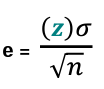 e = (z)σ / √n